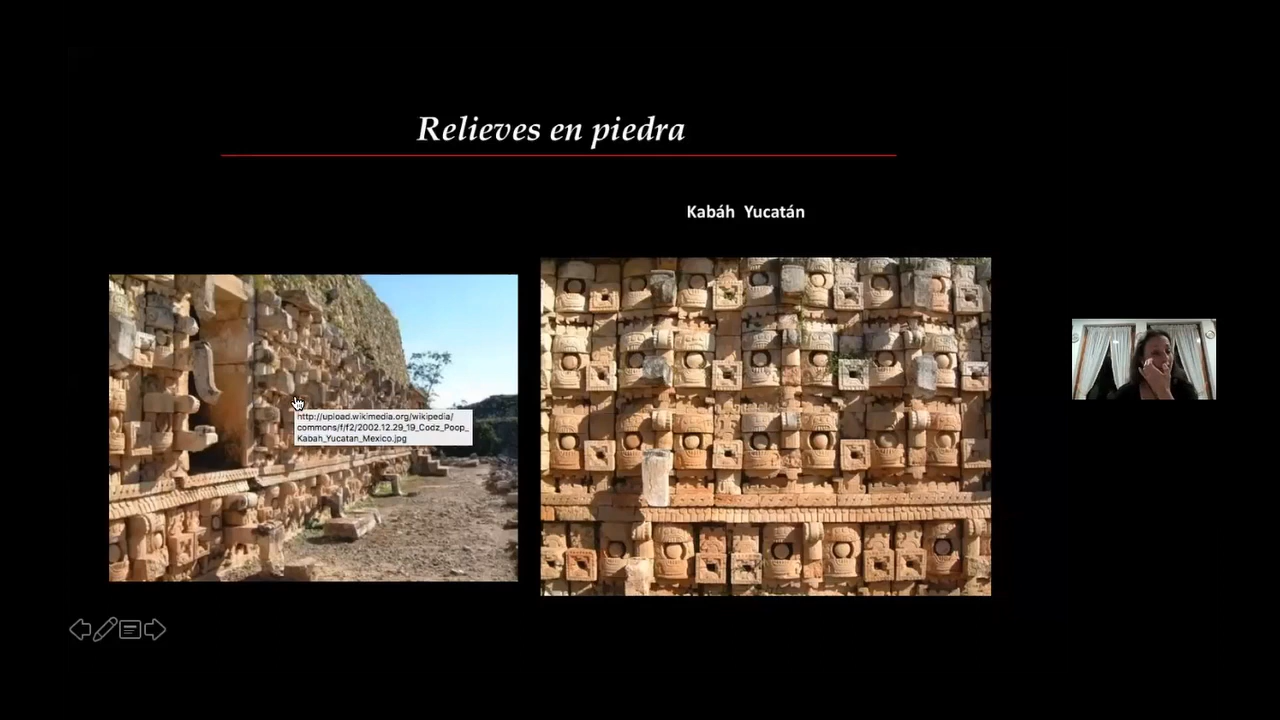 Relieves en piedra
Kabáh Yucatán
http://upload.wikimedia.org/wikipedia/
commons/f/f2/2002.12.29_19_Codz_Poop_
Kabah_Yucatan_Mexico.jpg